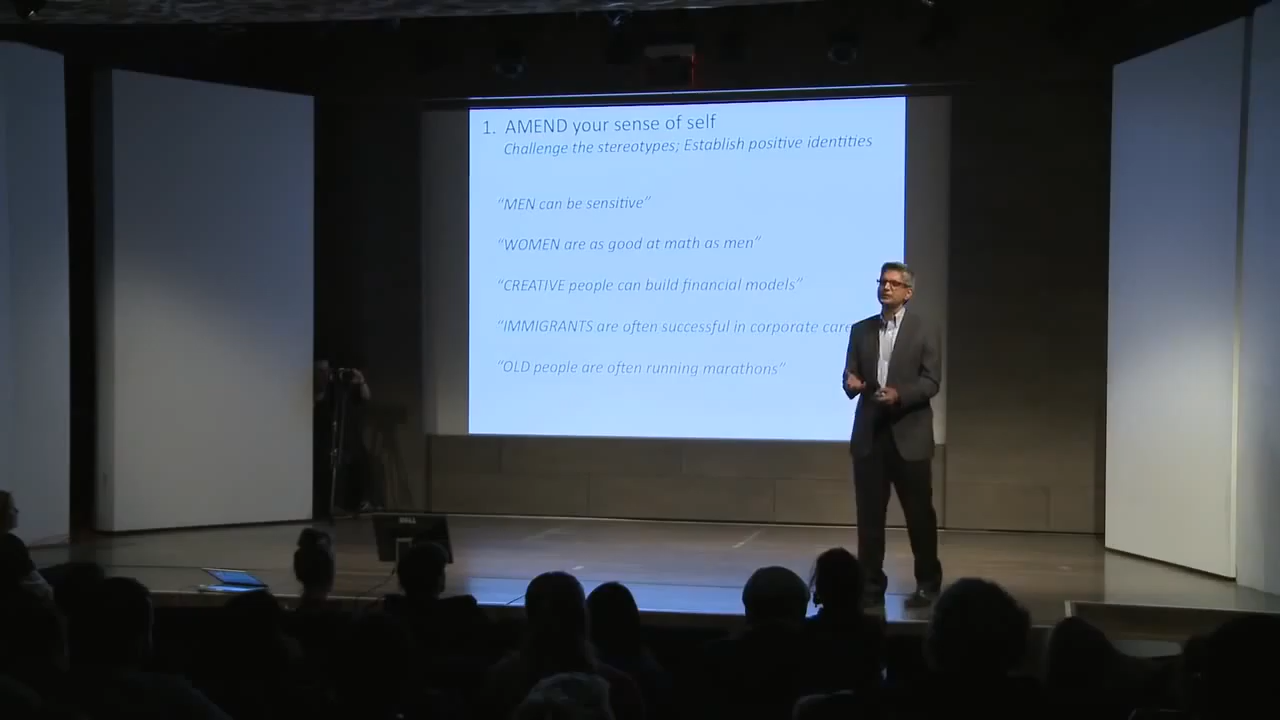 1. AMEND your sense of self
Challenge the stereotypes; Establish positive identities
“MEN can be sensitive”
“WOMEN are as good at math as men”
“CREATIVE people can build financial models”
“IMMIGRANTS are often successful in corporate
“OLD people are often running marathons”
DELL